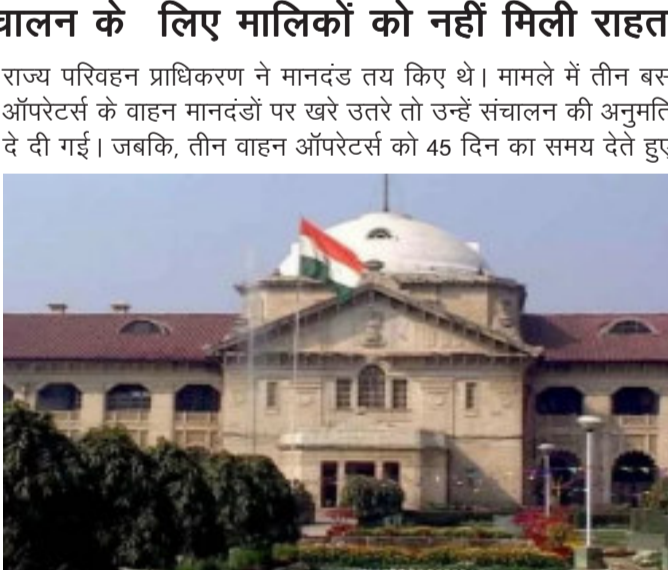 चालन के लिए मालिकों को नहीं मिली राहत
राज्य परिवहन प्राधिकरण ने मानदंड तय किए थे। मामले में तीन बस
ऑपरेटर्स के वाहन मानदंडों पर खरे उतरे तो उन्हें संचालन की अनुमति
दे दी गई। जबकि, तीन वाहन ऑपरेटर्स को 45 दिन का समय देते हुए